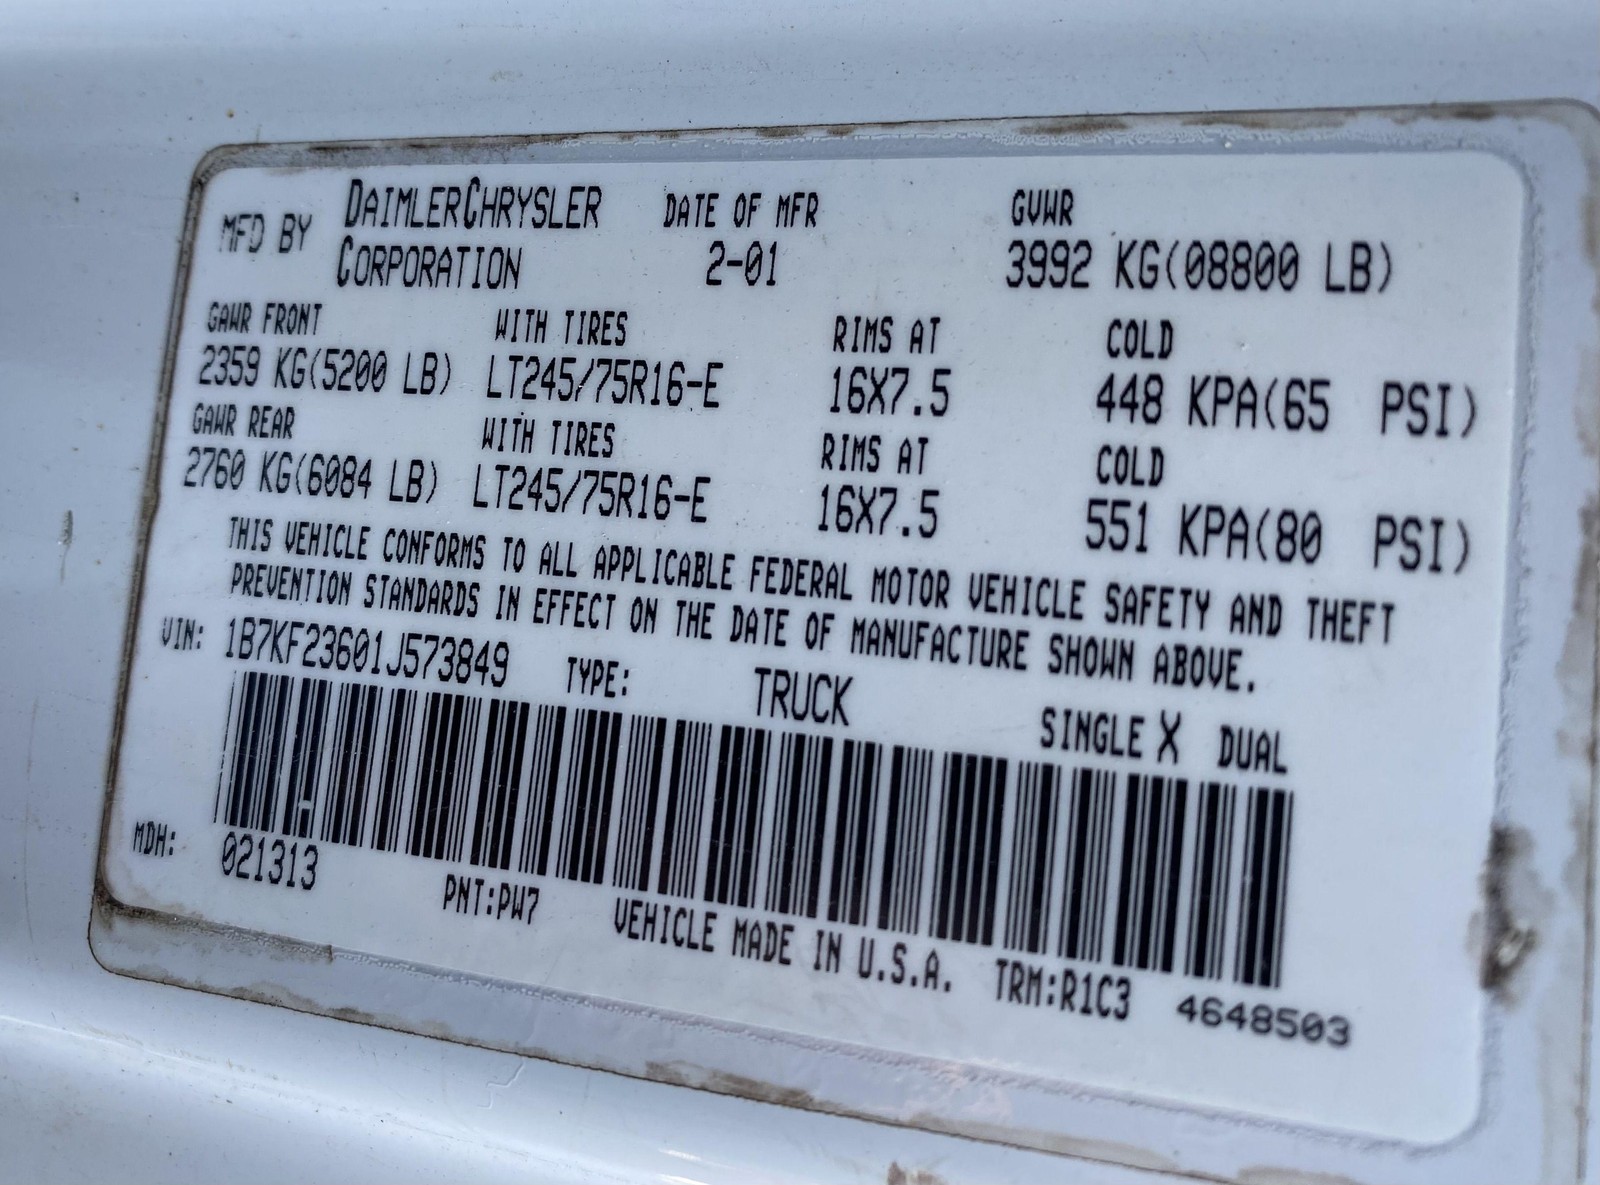 MFD BY DAIMLERCHRYSLER CORPORATION DATE OF MFR 2-01 GVWR 3992 KG(08800 LB)
GAWR FRONT WITH TIRES RIMS AT COLD
2359 KG(5200 LB) LT245/75R16-E 16X7.5 448 KPA(65 PSI)
GAWR REAR WITH TIRES RIMS AT COLD
2760 KG(6084 LB) LT245/75R16-E 16X7.5 551 KPA(80 PSI)
THIS VEHICLE CONFORMS TO ALL APPLICABLE FEDERAL MOTOR VEHICLE SAFETY AND THEFT
PREVENTION STANDARDS IN EFFECT ON THE DATE OF MANUFACTURE SHOWN ABOVE.
VIN: 1B7KF23601J573849 TYPE: TRUCK SINGLE X DUAL
MDH: 021313 PNT:PW7 VEHICLE MADE IN U.S.A. TRM:R1C3 4648503